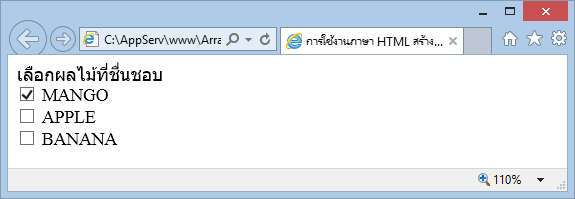 C:\AppServ\www\Arra
การใช้งานภาษา HTML สร้าง...
เลือกผลไม้ที่ชื่นชอบ
MANGO
APPLE
BANANA
110%